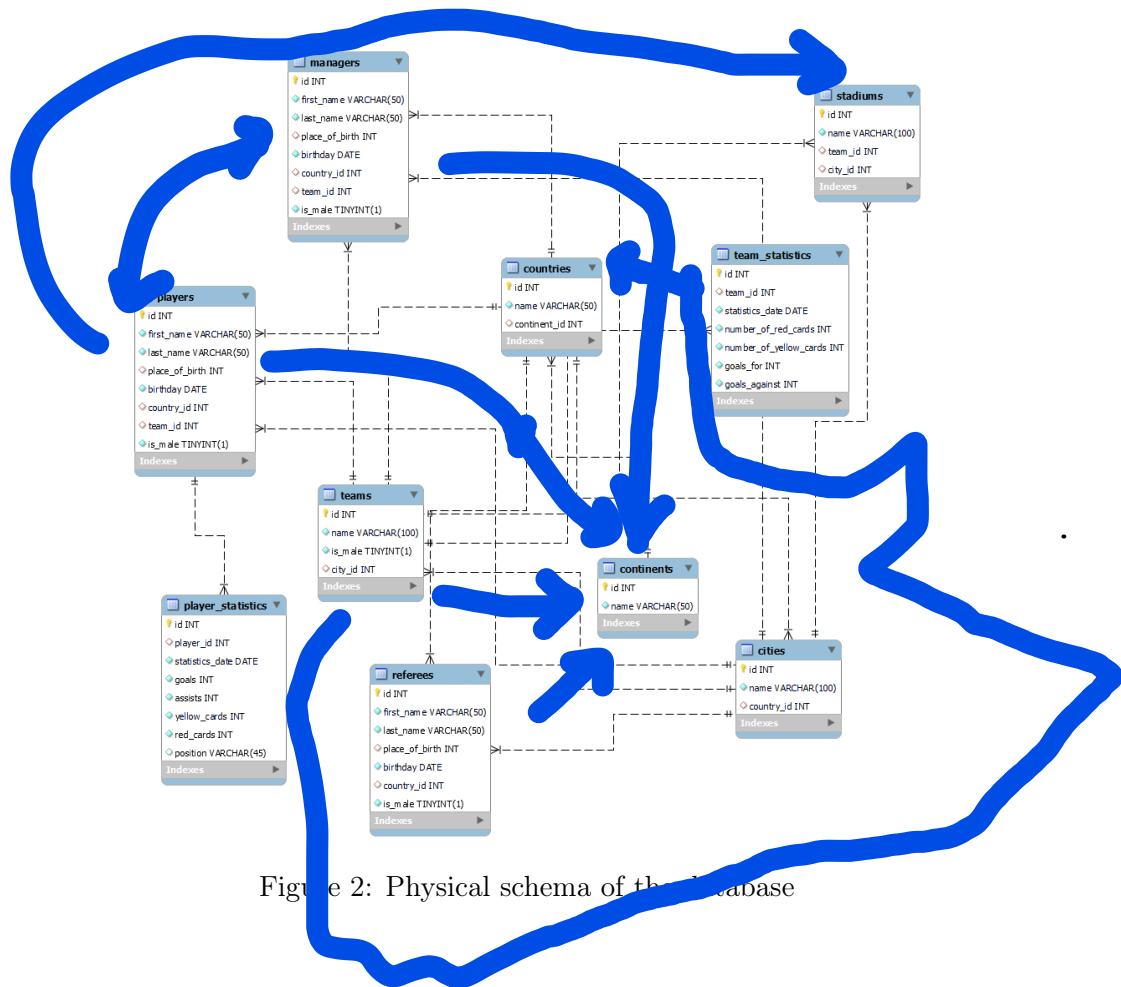 managers
id INT
first_name VARCHAR(50)
last_name VARCHAR(50)
place_of_birth INT
birthday DATE
country_id INT
team_id INT
is_male TINYINT(1)
Indexes
stadiums
id INT
name VARCHAR(100)
team_id INT
city_id INT
Indexes
countries
id INT
name VARCHAR(50)
continent_id INT
Indexes
team_statistics
id INT
team_id INT
statistics_date DATE
number_of_red_cards INT
number_of_yellow_cards INT
goals_for INT
goals_against INT
Indexes
players
id INT
first_name VARCHAR(50)
last_name VARCHAR(50)
place_of_birth INT
birthday DATE
country_id INT
team_id INT
is_male TINYINT(1)
Indexes
teams
id INT
name VARCHAR(100)
is_male TINYINT(1)
city_id INT
Indexes
continents
id INT
name VARCHAR(50)
Indexes
player_statistics
id INT
player_id INT
statistics_date DATE
goals INT
assists INT
yellow_cards INT
red_cards INT
position VARCHAR(45)
Indexes
referees
id INT
first_name VARCHAR(50)
last_name VARCHAR(50)
place_of_birth INT
birthday DATE
country_id INT
is_male TINYINT(1)
Indexes
cities
id INT
name VARCHAR(100)
country_id INT
Indexes
Figure 2: Physical schema of the database